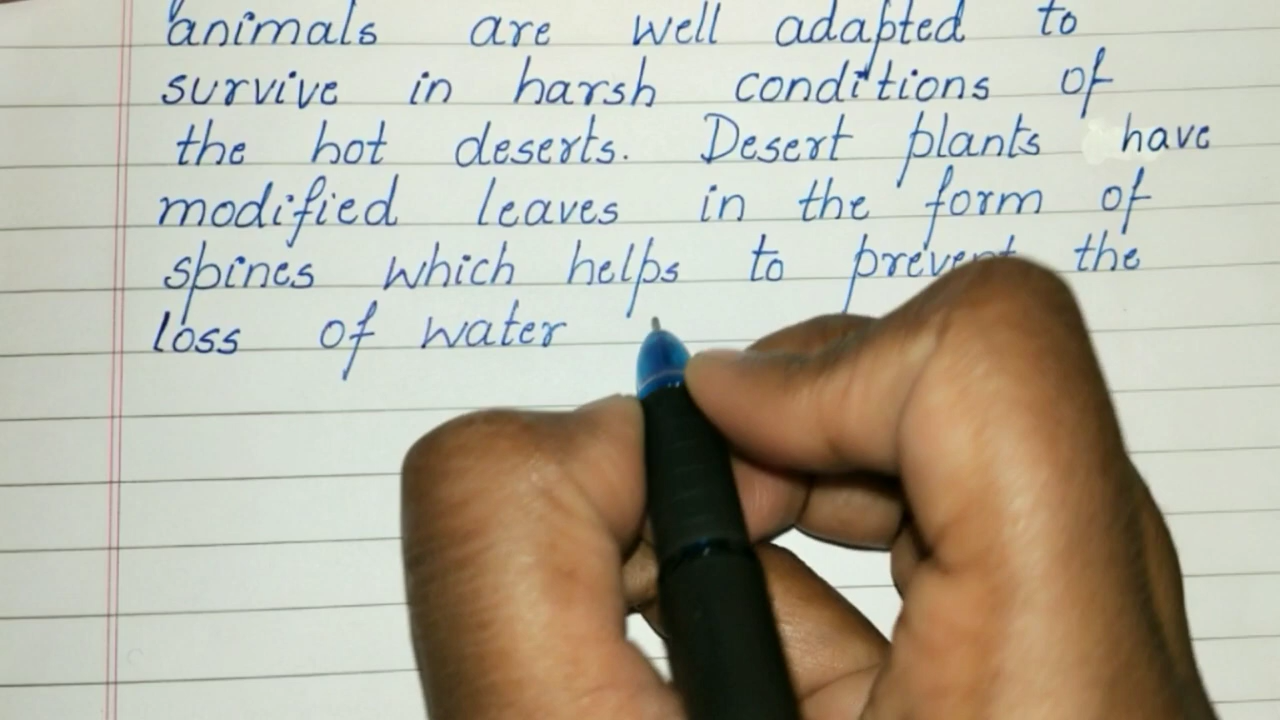 animals are well adapted to
survive in harsh conditions of
the hot deserts. Desert plants have
modified leaves in the form of
spines which helps to prevent the
loss of water